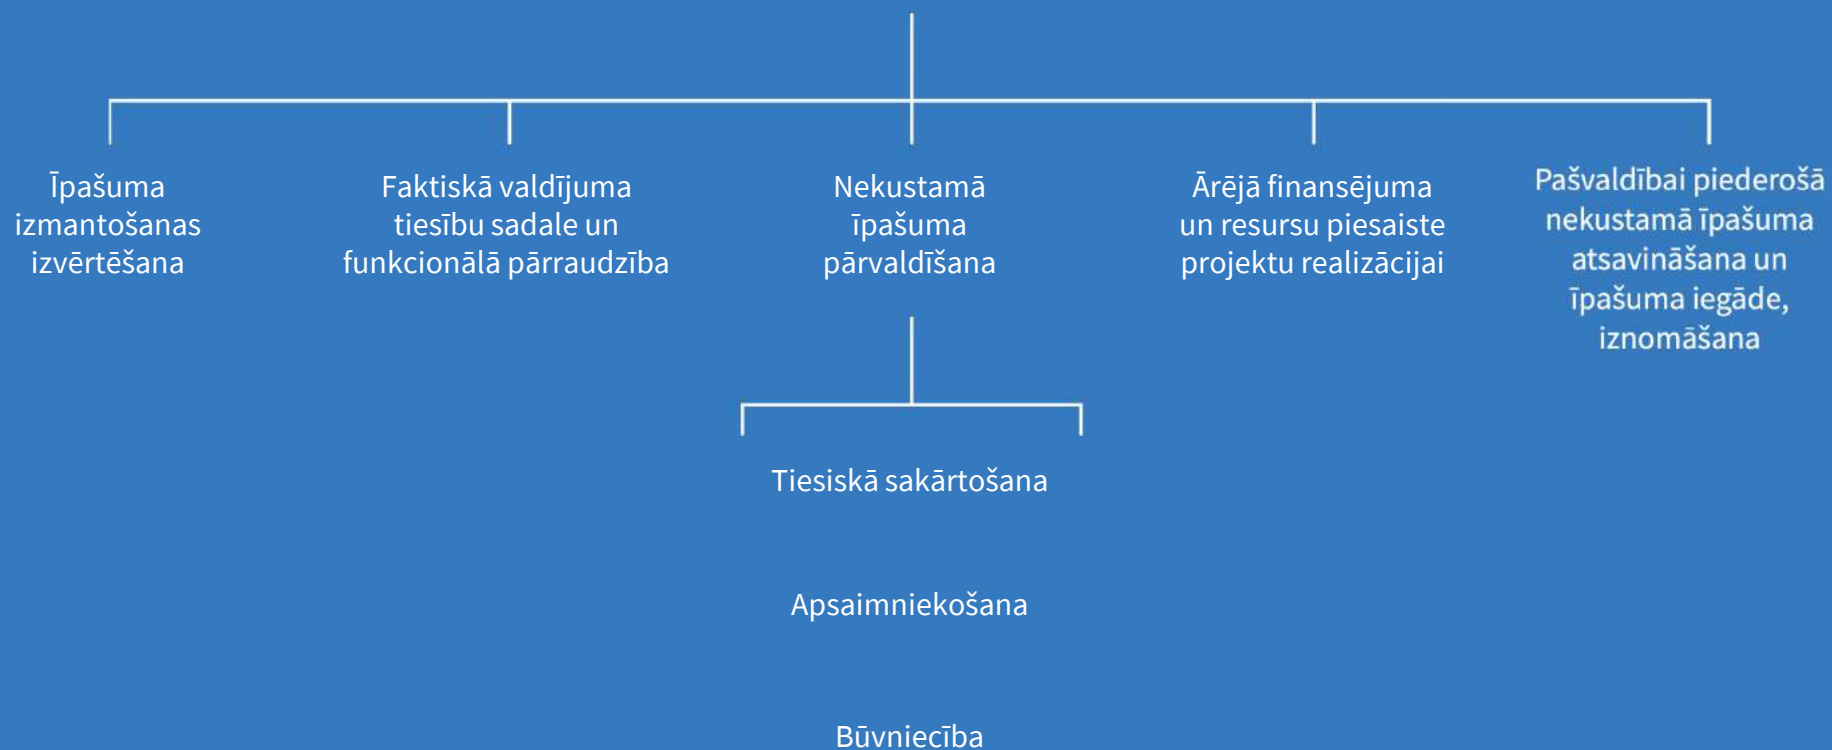 Īpašuma
izmantošanas
izvērtēšana
Faktiskā valdījuma
tiesību sadale un
funkcionālā pārraudzība
Nekustamā
īpašuma
pārvaldīšana
Ārējā finansējuma
un resursu piesaiste
projektu realizācijai
Pašvaldībai piederošā
nekustamā īpašuma
atsavināšana un
īpašuma iegāde,
iznomāšana
Tiesiskā sakārtošana
Apsaimniekošana
Būvniecība